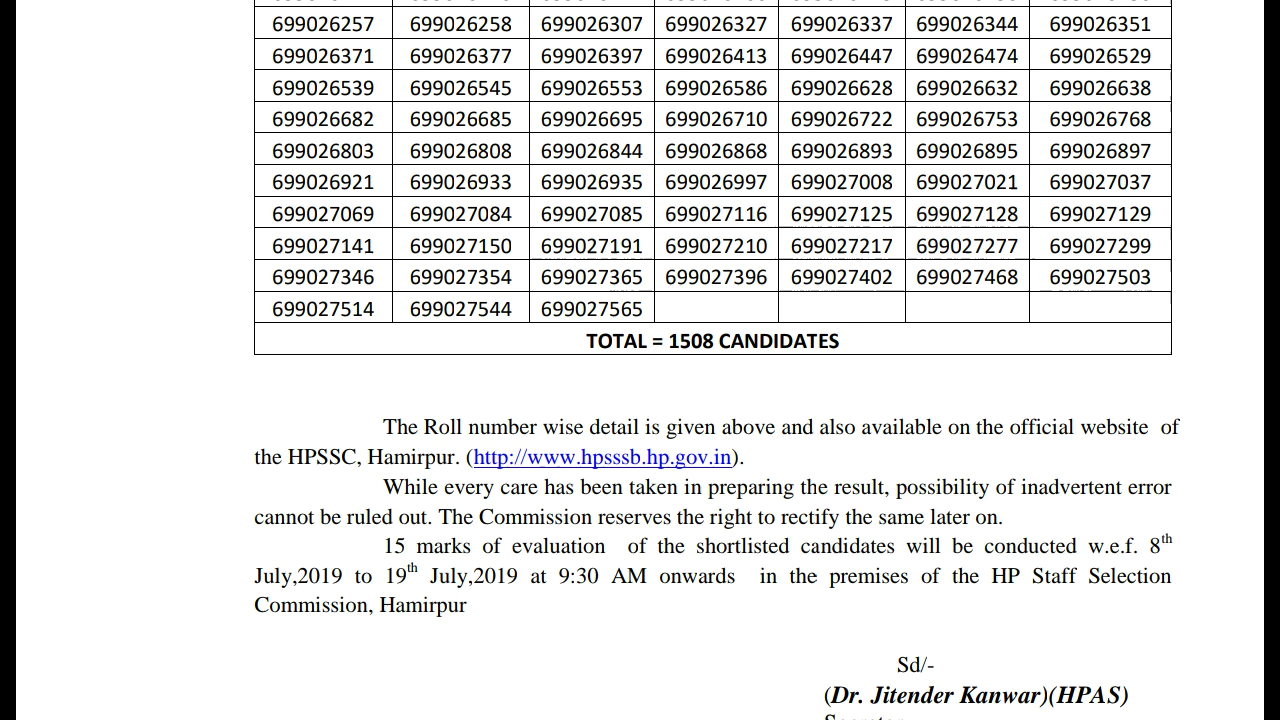 699026257 699026258 699026307 699026327 699026337 699026344 699026351
699026371 699026377 699026397 699026413 699026447 699026474 699026529
699026539 699026545 699026553 699026586 699026628 699026632 699026638
699026682 699026685 699026695 699026710 699026722 699026753 699026768
699026803 699026808 699026844 699026868 699026893 699026895 699026897
699026921 699026933 699026935 699026997 699027008 699027021 699027037
699027069 699027084 699027085 699027116 699027125 699027128 699027129
699027141 699027150 699027191 699027210 699027217 699027277 699027299
699027346 699027354 699027365 699027396 699027402 699027468 699027503
699027514 699027544 699027565
TOTAL = 1508 CANDIDATES
The Roll number wise detail is given above and also available on the official website of
the HPSSC, Hamirpur. (http://www.hpsssb.hp.gov.in).
While every care has been taken in preparing the result, possibility of inadvertent error
cannot be ruled out. The Commission reserves the right to rectify the same later on.
15 marks of evaluation of the shortlisted candidates will be conducted w.e.f. 8th
July,2019 to 19th July,2019 at 9:30 AM onwards in the premises of the HP Staff Selection
Commission, Hamirpur
Sd/-
(Dr. Jitender Kanwar)(HPAS)